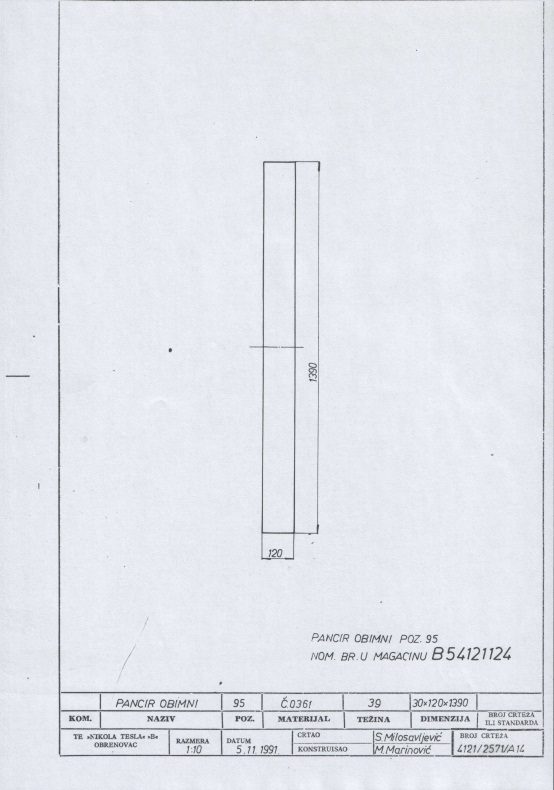 1390
120
PANCIR OBIMNI POZ. 95
NOM. BR. U MAGACINU B54121124
PANCIR OBIMNI 95 Č.0361 39 30×120×1390
KOM. NAZIV POZ. MATERIJAL TEŽINA DIMENZIJA BROJ CRTEŽA ILI STANDARDA
TE »NIKOLA TESLA« »B«
OBRENOVAC
RAZMERA
1:10
DATUM
5.11.1991.
CRTAO S. Milosavljević
KONSTRUISAO M. Marinović
BROJ CRTEŽA
4121/2571/A14